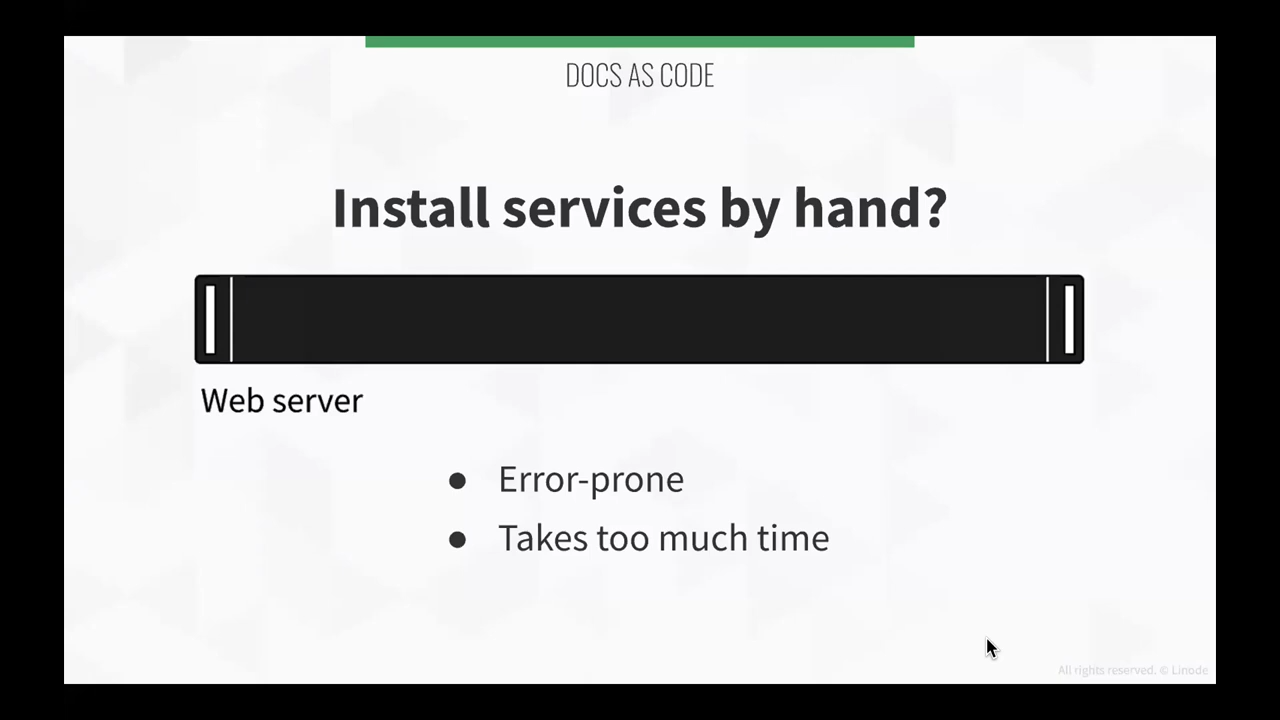 DOCS AS CODE
Install services by hand?
Web server
● Error-prone
● Takes too much time
All rights reserved. © Linode